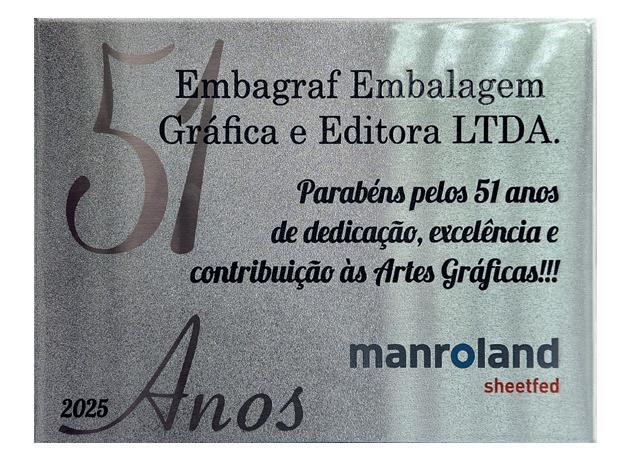 51
Embagraf Embalagem
Gráfica e Editora LTDA.
Parabéns pelos 51 anos
de dedicação, excelência e
contribuição às Artes Gráficas!!!
manroland
sheetfed
2025 Anos